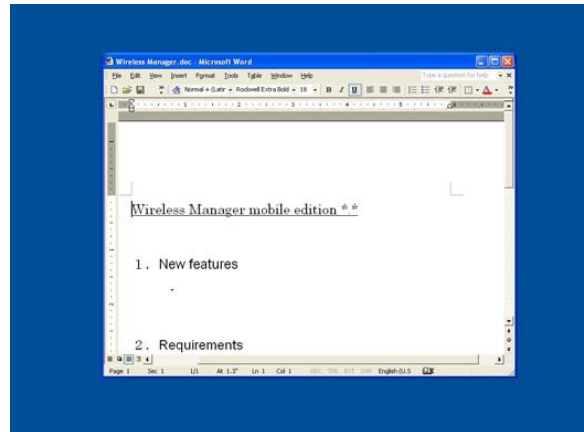 Wireless Manager.doc - Microsoft Word
File Edit View Insert Format Tools Table Window Help Type a question for help
Normal + (Latin Rockwell Extra Bold 18 B I U
Wireless Manager mobile edition *.*
1. New features
2. Requirements
Page 1 Sec 1 1/1 At 1.3" Ln 1 Col 1 REC TRK EXT OVR English (U.S